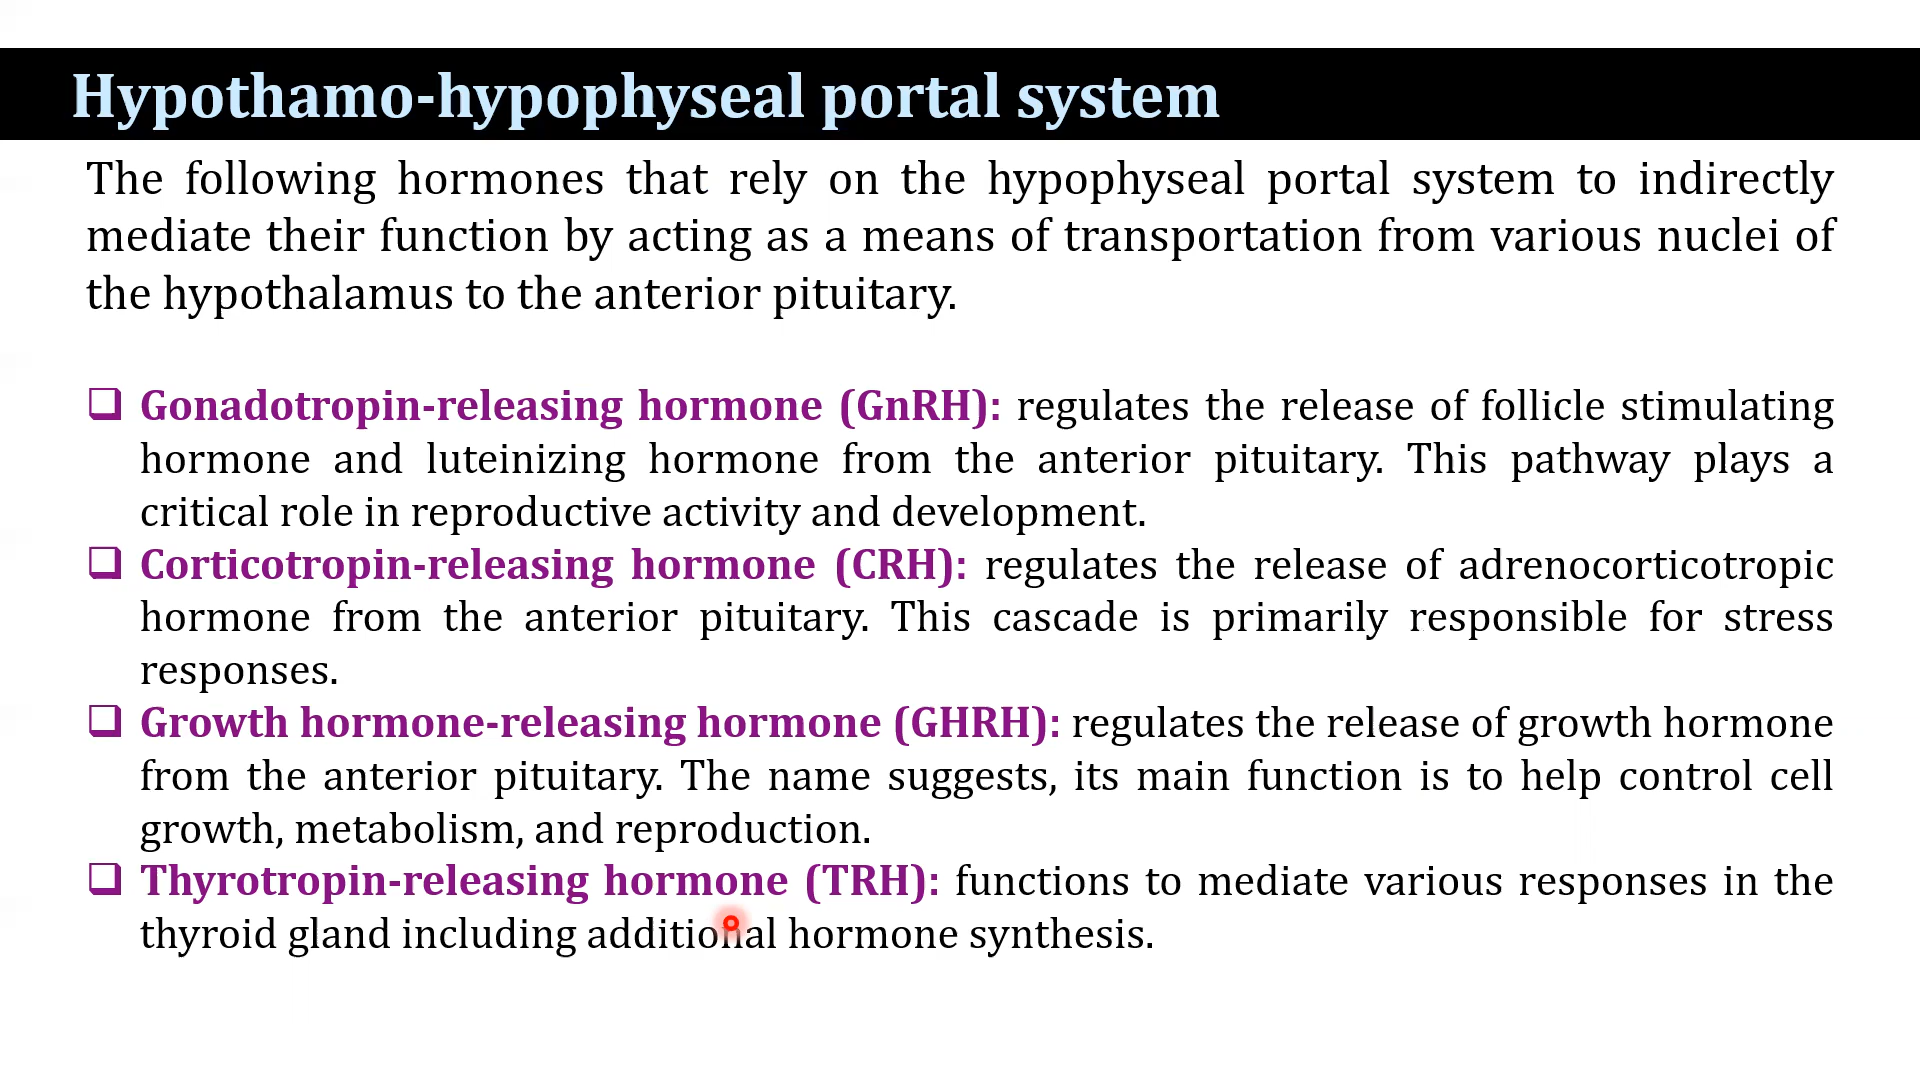 Hypothamo-hypophyseal portal system
The following hormones that rely on the hypophyseal portal system to indirectly
mediate their function by acting as a means of transportation from various nuclei of
the hypothalamus to the anterior pituitary.
Gonadotropin-releasing hormone (GnRH): regulates the release of follicle stimulating
hormone and luteinizing hormone from the anterior pituitary. This pathway plays a
critical role in reproductive activity and development.
Corticotropin-releasing hormone (CRH): regulates the release of adrenocorticotropic
hormone from the anterior pituitary. This cascade is primarily responsible for stress
responses.
Growth hormone-releasing hormone (GHRH): regulates the release of growth hormone
from the anterior pituitary. The name suggests, its main function is to help control cell
growth, metabolism, and reproduction.
Thyrotropin-releasing hormone (TRH): functions to mediate various responses in the
thyroid gland including additional hormone synthesis.